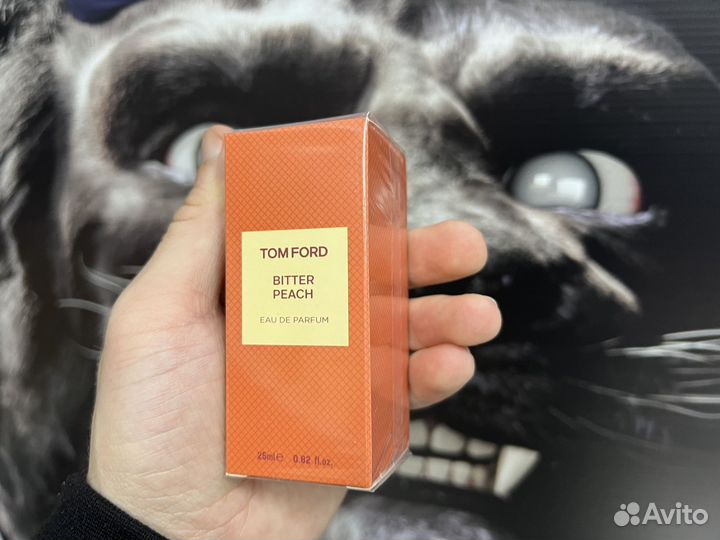 TOM FORD
BITTER
PEACH
EAU DE PARFUM
25ml℮ 0.82 fl.oz.
Avito